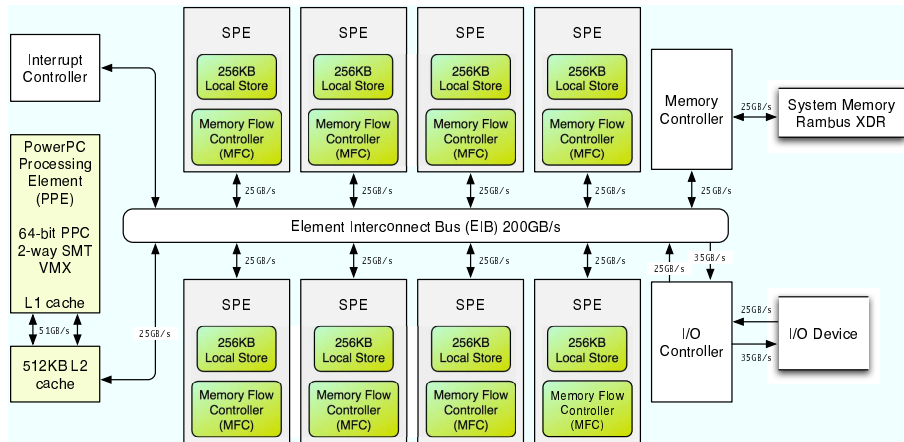 Interrupt
Controller
PowerPC
Processing
Element
(PPE)
64-bit PPC
2-way SMT
VMX
L1 cache
51GB/s
512KB L2
cache
25GB/s
SPE
256KB
Local Store
Memory Flow
Controller
(MFC)
25GB/s
SPE
256KB
Local Store
Memory Flow
Controller
(MFC)
25GB/s
SPE
256KB
Local Store
Memory Flow
Controller
(MFC)
25GB/s
SPE
256KB
Local Store
Memory Flow
Controller
(MFC)
25GB/s
Memory
Controller
25GB/s
25GB/s
System Memory
Rambus XDR
Element Interconnect Bus (EIB) 200GB/s
25GB/s
SPE
256KB
Local Store
Memory Flow
Controller
(MFC)
25GB/s
SPE
256KB
Local Store
Memory Flow
Controller
(MFC)
25GB/s
SPE
256KB
Local Store
Memory Flow
Controller
(MFC)
25GB/s
SPE
256KB
Local Store
Memory Flow
Controller
(MFC)
25GB/s
35GB/s
I/O
Controller
25GB/s
35GB/s
I/O Device